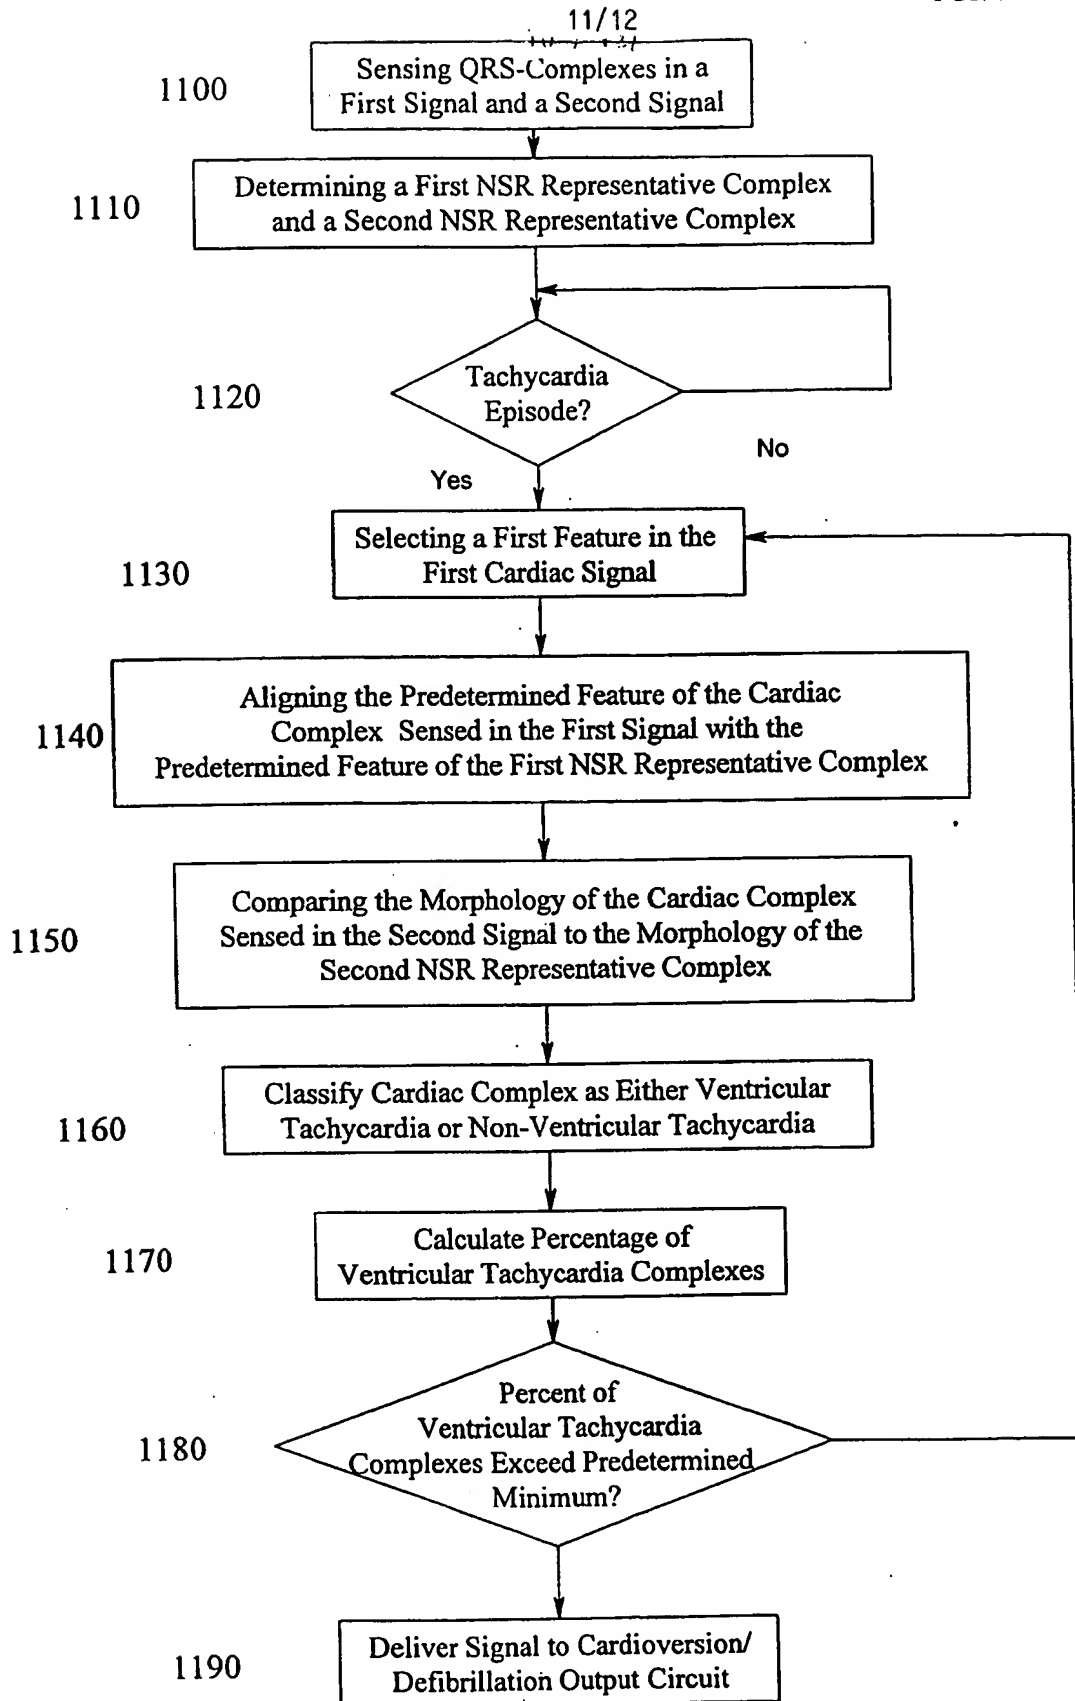 11/12
1100
Sensing QRS-Complexes in a
First Signal and a Second Signal
1110
Determining a First NSR Representative Complex
and a Second NSR Representative Complex
1120
Tachycardia
Episode?
No
Yes
1130
Selecting a First Feature in the
First Cardiac Signal
1140
Aligning the Predetermined Feature of the Cardiac
Complex Sensed in the First Signal with the
Predetermined Feature of the First NSR Representative Complex
1150
Comparing the Morphology of the Cardiac Complex
Sensed in the Second Signal to the Morphology of the
Second NSR Representative Complex
1160
Classify Cardiac Complex as Either Ventricular
Tachycardia or Non-Ventricular Tachycardia
1170
Calculate Percentage of
Ventricular Tachycardia Complexes
1180
Percent of
Ventricular Tachycardia
Complexes Exceed Predetermined
Minimum?
1190
Deliver Signal to Cardioversion/
Defibrillation Output Circuit